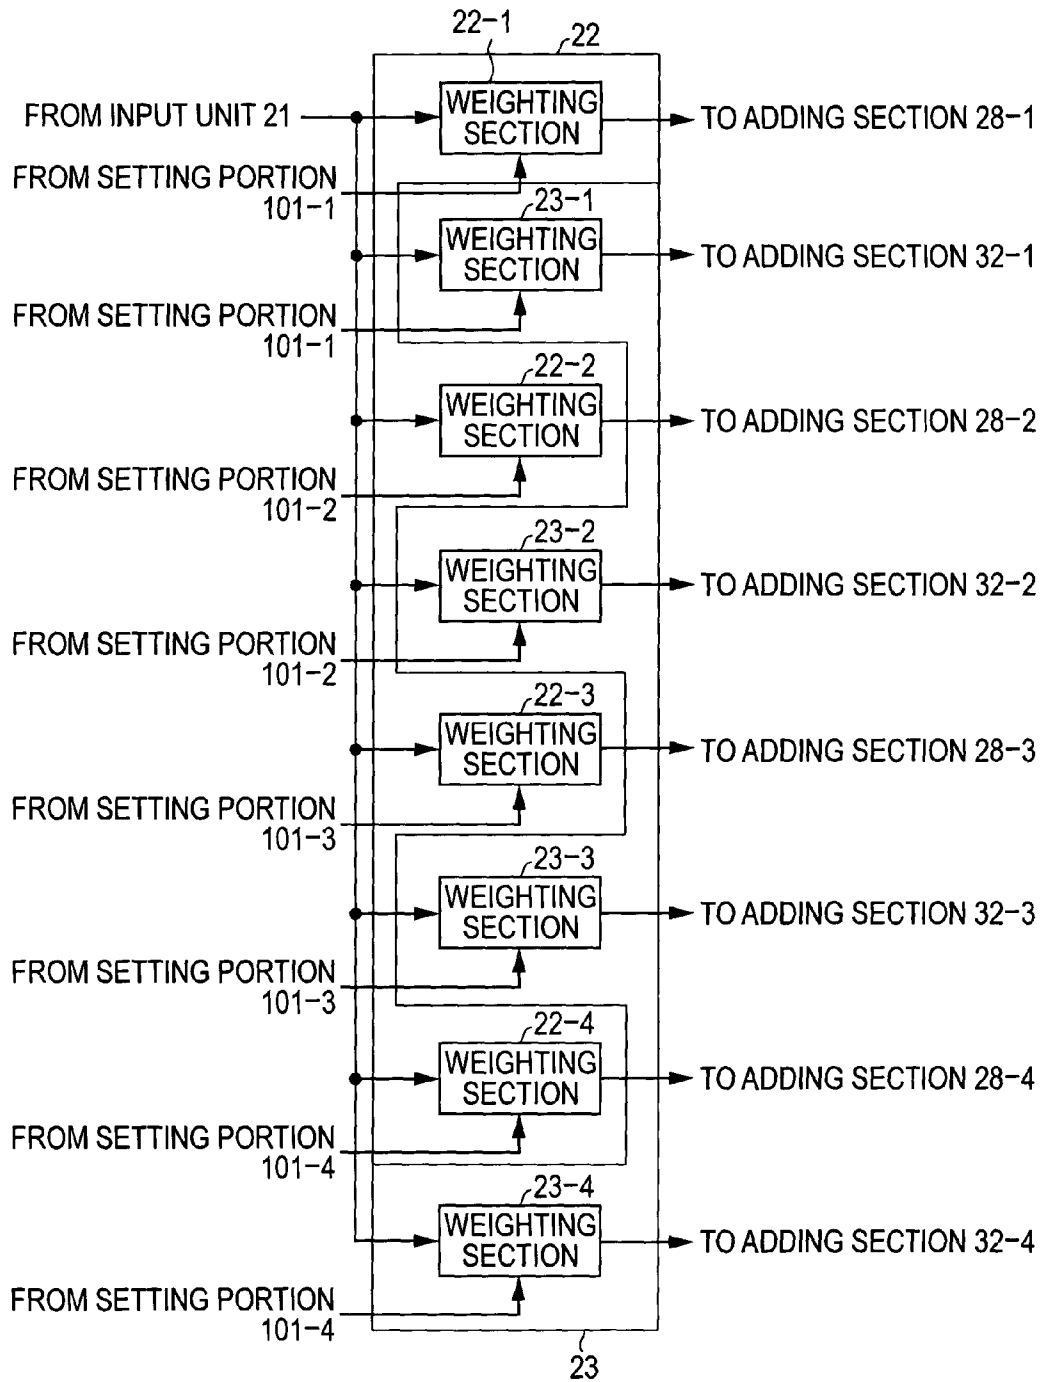 22-1
22
FROM INPUT UNIT 21
WEIGHTING
SECTION
TO ADDING SECTION 28-1
FROM SETTING PORTION
101-1
23-1
WEIGHTING
SECTION
TO ADDING SECTION 32-1
FROM SETTING PORTION
101-1
22-2
WEIGHTING
SECTION
TO ADDING SECTION 28-2
FROM SETTING PORTION
101-2
23-2
WEIGHTING
SECTION
TO ADDING SECTION 32-2
FROM SETTING PORTION
101-2
22-3
WEIGHTING
SECTION
TO ADDING SECTION 28-3
FROM SETTING PORTION
101-3
23-3
WEIGHTING
SECTION
TO ADDING SECTION 32-3
FROM SETTING PORTION
101-3
22-4
WEIGHTING
SECTION
TO ADDING SECTION 28-4
FROM SETTING PORTION
101-4
23-4
WEIGHTING
SECTION
TO ADDING SECTION 32-4
FROM SETTING PORTION
101-4
23